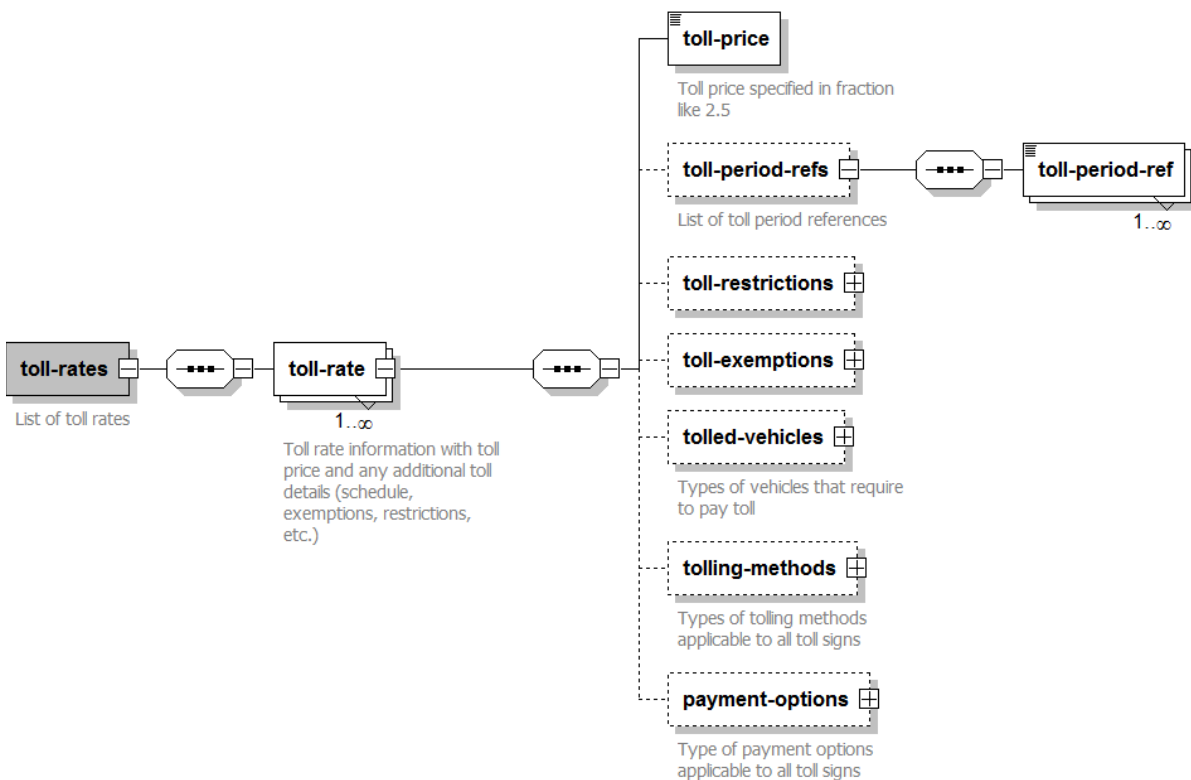 toll-price
Toll price specified in fraction
like 2.5
toll-period-refs
List of toll period references
toll-period-ref
1..∞
toll-restrictions
toll-exemptions
toll-rates
List of toll rates
toll-rate
1..∞
Toll rate information with toll
price and any additional toll
details (schedule,
exemptions, restrictions,
etc.)
tolled-vehicles
Types of vehicles that require
to pay toll
tolling-methods
Types of tolling methods
applicable to all toll signs
payment-options
Type of payment options
applicable to all toll signs